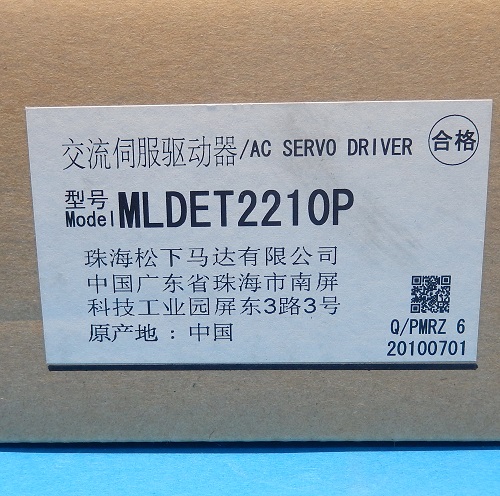 交流伺服驱动器/AC SERVO DRIVER
合格
型号
Model MLDET2210P
珠海松下马达有限公司
中国广东省珠海市南屏
科技工业园屏东3路3号
原产地：中国
Q/PMRZ 6
20100701